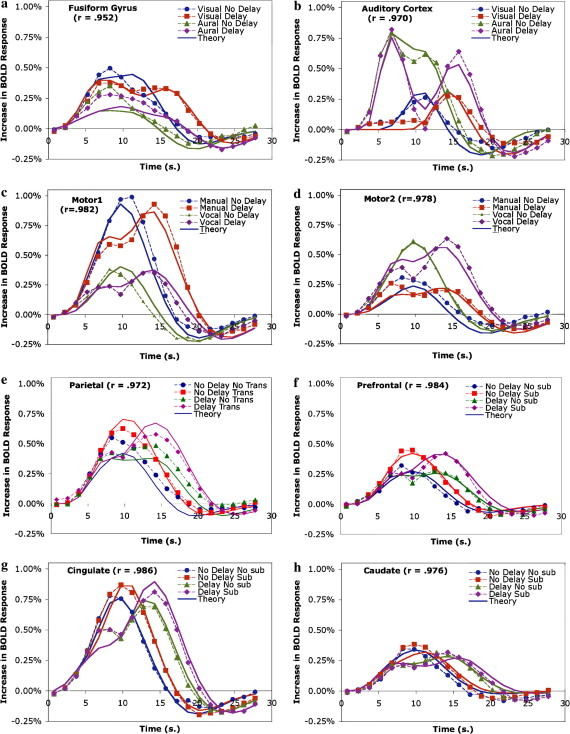 a
Fusiform Gyrus
(r = .952)
Visual No Delay
Visual Delay
Aural No Delay
Aural Delay
Theory
Increase in BOLD Response
1.00%
0.75%
0.50%
0.25%
0.00%
-0.25%
0 5 10 15 20 25 30
Time (s.)
b
Auditory Cortex
(r = .970)
Visual No Delay
Visual Delay
Aural No Delay
Aural Delay
Theory
Increase in BOLD Response
1.00%
0.75%
0.50%
0.25%
0.00%
-0.25%
0 5 10 15 20 25 30
Time (s.)
c
Motor1
(r=.982)
Manual No Delay
Manual Delay
Vocal No Delay
Vocal Delay
Theory
Increase in BOLD Response
1.00%
0.75%
0.50%
0.25%
0.00%
-0.25%
0 5 10 15 20 25 30
Time (s.)
d
Motor2
(r=.978)
Manual No Delay
Manual Delay
Vocal No Delay
Vocal Delay
Theory
Increase in BOLD Response
1.00%
0.75%
0.50%
0.25%
0.00%
-0.25%
0 5 10 15 20 25 30
Time (s.)
e
Parietal (r = .972)
No Delay No Trans
No Delay Trans
Delay No Trans
Delay Trans
Theory
Increase in BOLD Response
1.00%
0.75%
0.50%
0.25%
0.00%
-0.25%
0 5 10 15 20 25 30
Time (s.)
f
Prefrontal (r = .984)
No Delay No sub
No Delay Sub
Delay No sub
Delay Sub
Theory
Increase in BOLD Response
1.00%
0.75%
0.50%
0.25%
0.00%
-0.25%
0 5 10 15 20 25 30
Time (s.)
g
Cingulate (r = .986)
No Delay No sub
No Delay Sub
Delay No sub
Delay Sub
Theory
Increase in BOLD Response
1.00%
0.75%
0.50%
0.25%
0.00%
-0.25%
0 5 10 15 20 25 30
Time (s.)
h
Caudate (r = .976)
No Delay No sub
No Delay Sub
Delay No sub
Delay Sub
Theory
Increase in BOLD Response
1.00%
0.75%
0.50%
0.25%
0.00%
-0.25%
0 5 10 15 20 25 30
Time (s.)